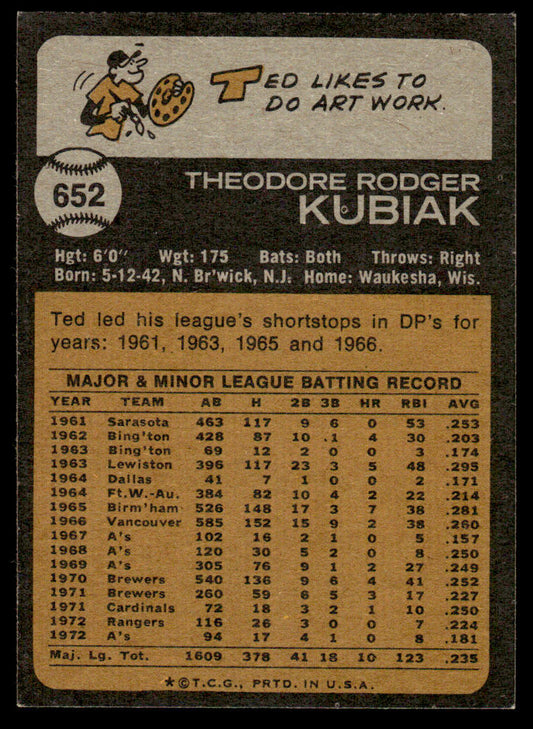 TED LIKES TO
DO ART WORK.
652
THEODORE RODGER
KUBIAK
Hgt: 6'0" Wgt: 175 Bats: Both Throws: Right
Born: 5-12-42, N. Br'wick, N.J. Home: Waukesha, Wis.
Ted led his league's shortstops in DP's for
years: 1961, 1963, 1965 and 1966.
MAJOR & MINOR LEAGUE BATTING RECORD
YEAR TEAM AB H 2B 3B HR RBI AVG
1961 Sarasota 463 117 9 6 0 53 .253
1962 Bing'ton 428 87 10 .1 4 30 .203
1963 Bing'ton 69 12 2 0 0 3 .174
1963 Lewiston 396 117 23 3 5 48 .295
1964 Dallas 41 7 1 0 0 2 .171
1964 Ft.W.-Au. 384 82 10 4 2 22 .214
1965 Birm'ham 526 148 17 3 7 38 .281
1966 Vancouver 585 152 15 9 2 38 .260
1967 A's 102 16 2 1 0 5 .157
1968 A's 120 30 5 2 0 8 .250
1969 A's 305 76 9 1 2 27 .249
1970 Brewers 540 136 9 6 4 41 .252
1971 Brewers 260 59 6 5 3 17 .227
1971 Cardinals 72 18 3 2 1 10 .250
1972 Rangers 116 26 3 0 0 7 .224
1972 A's 94 17 4 1 0 8 .181
Maj. Lg. Tot. 1609 378 41 18 10 123 .235
*©T.C.G., PRTD. IN U.S.A.